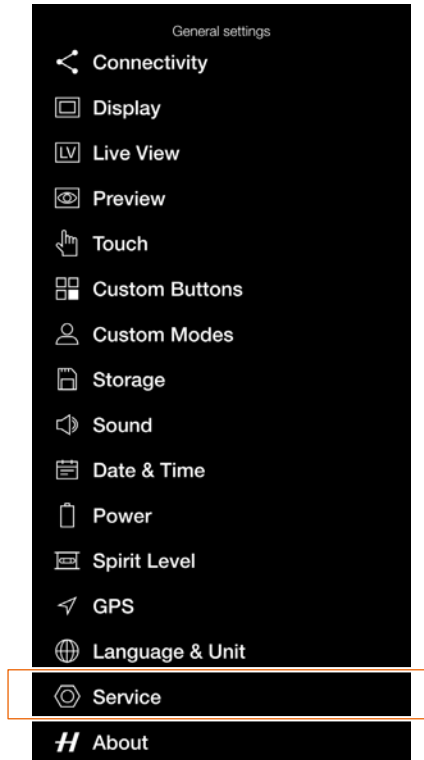 General settings
Connectivity
Display
LV Live View
Preview
Touch
Custom Buttons
Custom Modes
Storage
Sound
Date & Time
Power
Spirit Level
GPS
Language & Unit
Service
H About